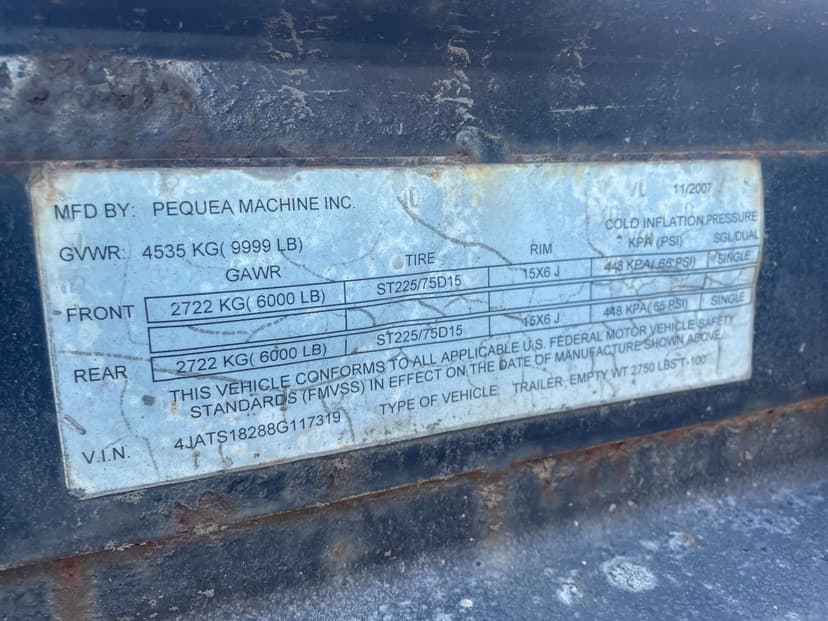 11/2007
MFD BY: PEQUEA MACHINE INC.
COLD INFLATION PRESSURE
GVWR: 4535 KG( 9999 LB)
GAWR TIRE RIM KPA (PSI) SGL/DUAL
FRONT 2722 KG( 6000 LB) ST225/75D15 15X6 J 448 KPA( 65 PSI) SINGLE
REAR 2722 KG( 6000 LB) ST225/75D15 15X6 J 448 KPA( 65 PSI) SINGLE
THIS VEHICLE CONFORMS TO ALL APPLICABLE U.S. FEDERAL MOTOR VEHICLE SAFETY
STANDARDS (FMVSS) IN EFFECT ON THE DATE OF MANUFACTURE SHOWN ABOVE.
V.I.N. 4JATS18288G117319 TYPE OF VEHICLE TRAILER, EMPTY WT 2750 LBS T-100